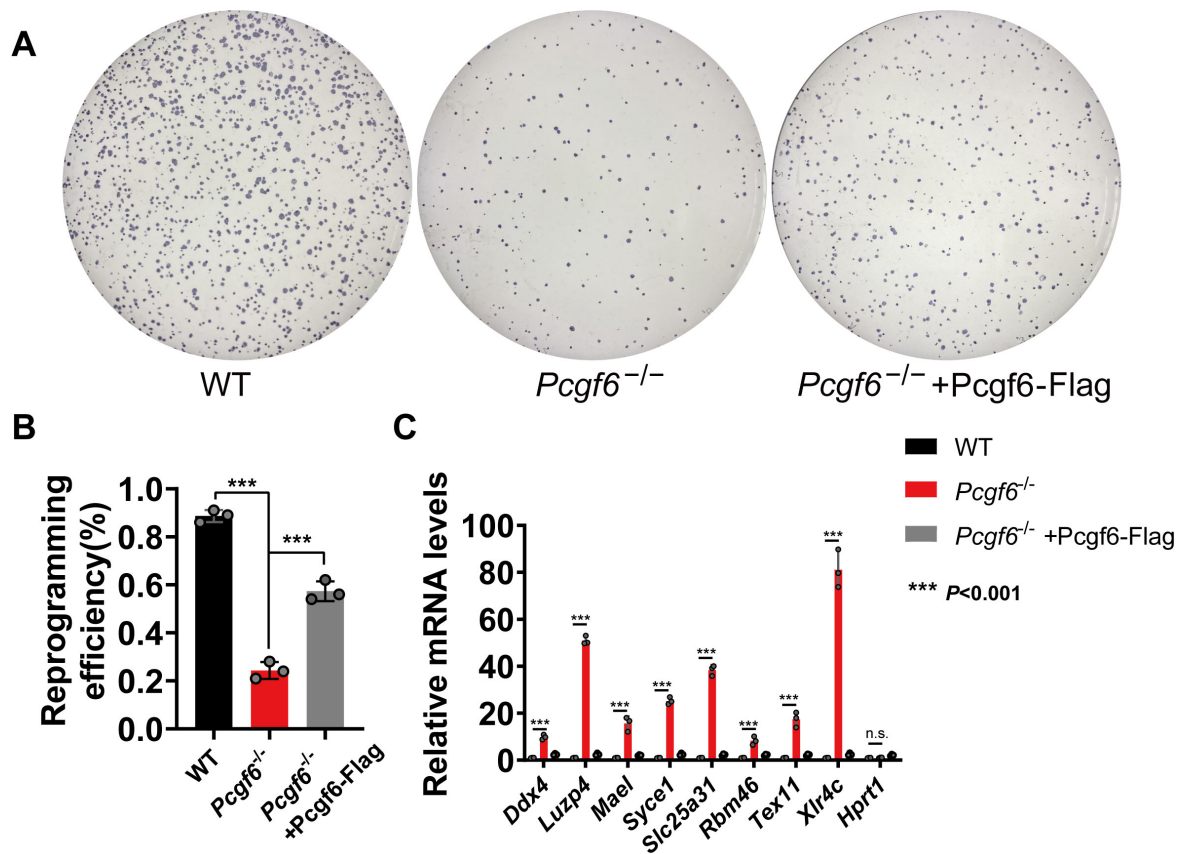 A
WT
Pcgf6−/−
Pcgf6−/− +Pcgf6-Flag
B
Reprogramming
efficiency(%)
1.0
0.8
0.6
0.4
0.2
0.0
***
***
WT
Pcgf6-/-
Pcgf6-/-
+Pcgf6-Flag
C
Relative mRNA levels
100
80
60
40
20
0
***
***
***
***
***
***
***
***
n.s.
Ddx4
Luzp4
Mael
Syce1
Slc25a31
Rbm46
Tex11
Xlr4c
Hprt1
WT
Pcgf6-/-
Pcgf6-/- +Pcgf6-Flag
*** P<0.001